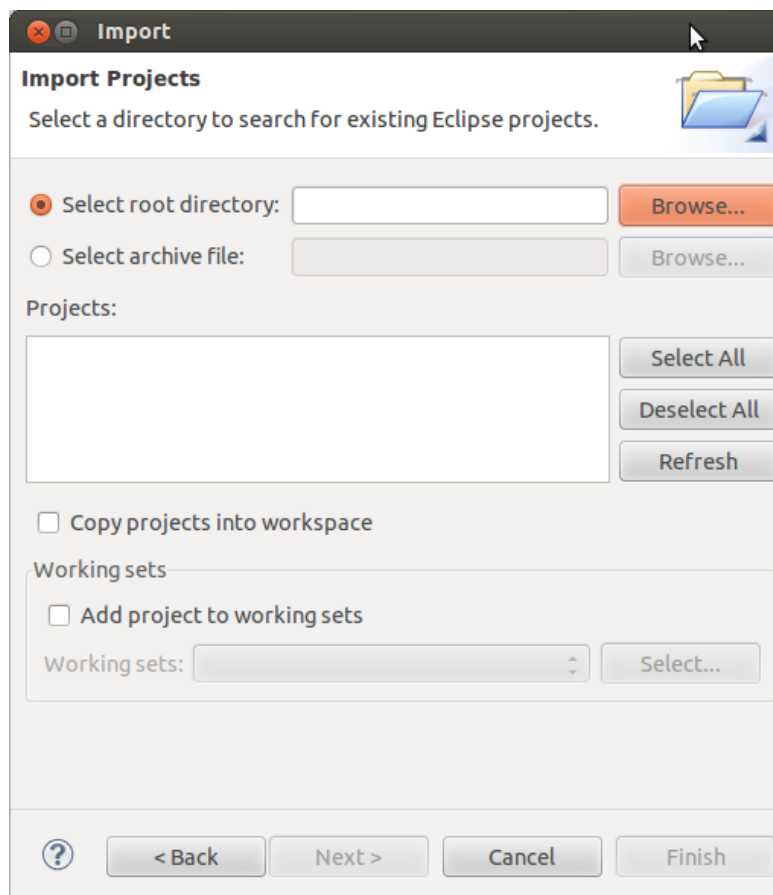 Import
Import Projects
Select a directory to search for existing Eclipse projects.
Select root directory:
Browse...
Select archive file:
Browse...
Projects:
Select All
Deselect All
Refresh
Copy projects into workspace
Working sets
Add project to working sets
Working sets:
Select...
?
< Back
Next >
Cancel
Finish